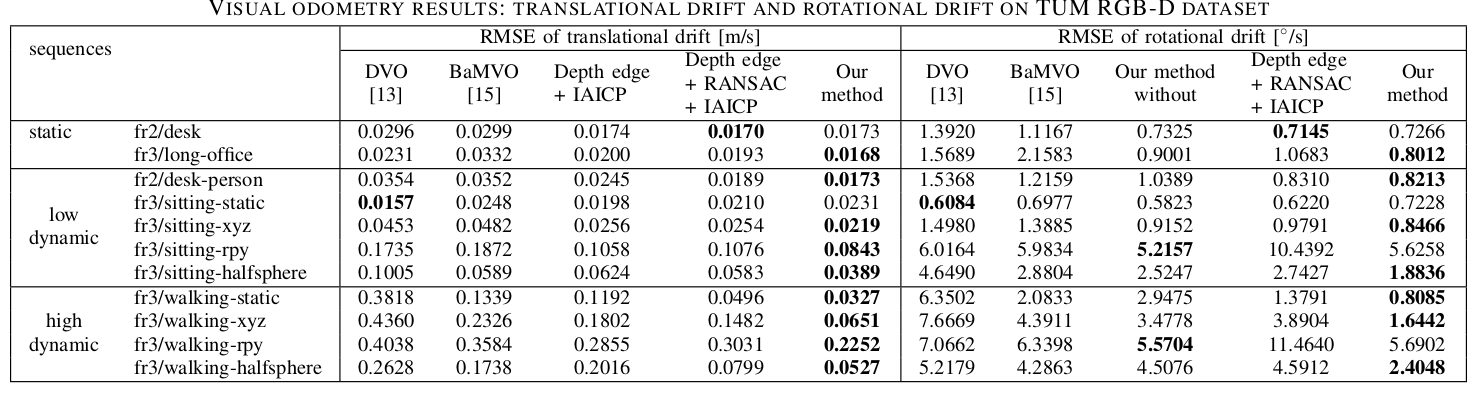 VISUAL ODOMETRY RESULTS: TRANSLATIONAL DRIFT AND ROTATIONAL DRIFT ON TUM RGB-D DATASET
sequences RMSE of translational drift [m/s] RMSE of rotational drift [°/s]
DVO [13] BaMVO [15] Depth edge + IAICP Depth edge + RANSAC + IAICP Our method DVO [13] BaMVO [15] Our method without Depth edge + RANSAC + IAICP Our method
static fr2/desk 0.0296 0.0299 0.0174 0.0170 0.0173 1.3920 1.1167 0.7325 0.7145 0.7266
fr3/long-office 0.0231 0.0332 0.0200 0.0193 0.0168 1.5689 2.1583 0.9001 1.0683 0.8012
low dynamic fr2/desk-person 0.0354 0.0352 0.0245 0.0189 0.0173 1.5368 1.2159 1.0389 0.8310 0.8213
fr3/sitting-static 0.0157 0.0248 0.0198 0.0210 0.0231 0.6084 0.6977 0.5823 0.6220 0.7228
fr3/sitting-xyz 0.0453 0.0482 0.0256 0.0254 0.0219 1.4980 1.3885 0.9152 0.9791 0.8466
fr3/sitting-rpy 0.1735 0.1872 0.1058 0.1076 0.0843 6.0164 5.9834 5.2157 10.4392 5.6258
fr3/sitting-halfsphere 0.1005 0.0589 0.0624 0.0583 0.0389 4.6490 2.8804 2.5247 2.7427 1.8836
high dynamic fr3/walking-static 0.3818 0.1339 0.1192 0.0496 0.0327 6.3502 2.0833 2.9475 1.3791 0.8085
fr3/walking-xyz 0.4360 0.2326 0.1802 0.1482 0.0651 7.6669 4.3911 3.4778 3.8904 1.6442
fr3/walking-rpy 0.4038 0.3584 0.2855 0.3031 0.2252 7.0662 6.3398 5.5704 11.4640 5.6902
fr3/walking-halfsphere 0.2628 0.1738 0.2016 0.0799 0.0527 5.2179 4.2863 4.5076 4.5912 2.4048